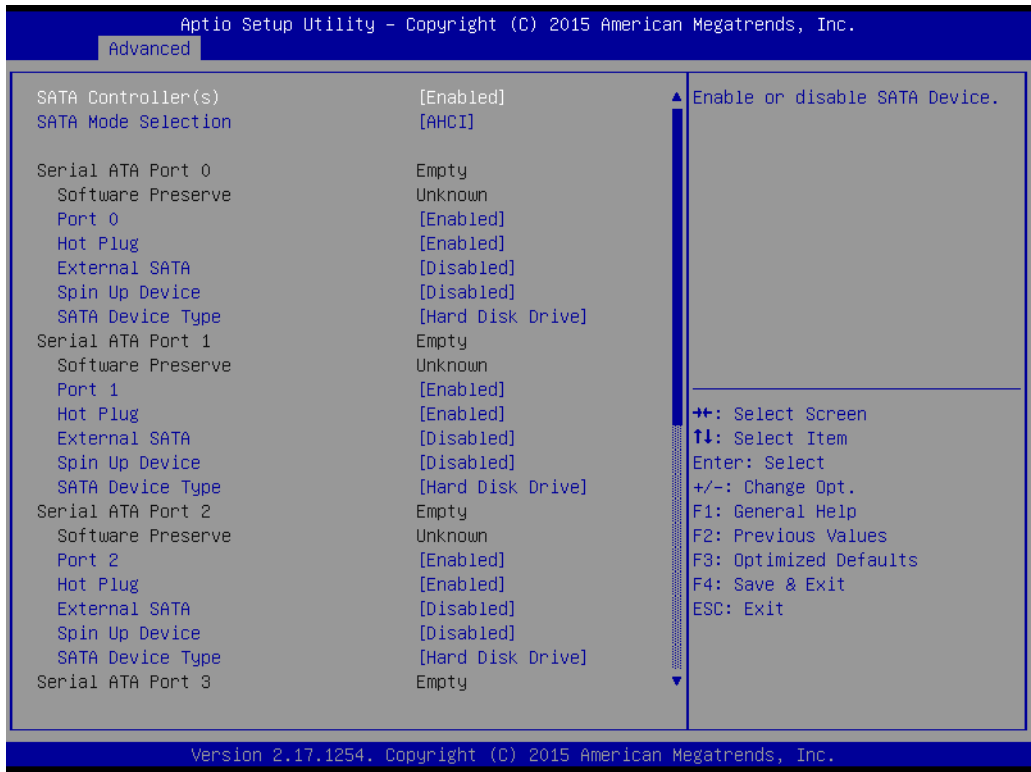 Aptio Setup Utility – Copyright (C) 2015 American Megatrends, Inc.
Advanced
SATA Controller(s) [Enabled]
SATA Mode Selection [AHCI]
Serial ATA Port 0 Empty
Software Preserve Unknown
Port 0 [Enabled]
Hot Plug [Enabled]
External SATA [Disabled]
Spin Up Device [Disabled]
SATA Device Type [Hard Disk Drive]
Serial ATA Port 1 Empty
Software Preserve Unknown
Port 1 [Enabled]
Hot Plug [Enabled]
External SATA [Disabled]
Spin Up Device [Disabled]
SATA Device Type [Hard Disk Drive]
Serial ATA Port 2 Empty
Software Preserve Unknown
Port 2 [Enabled]
Hot Plug [Enabled]
External SATA [Disabled]
Spin Up Device [Disabled]
SATA Device Type [Hard Disk Drive]
Serial ATA Port 3 Empty
Enable or disable SATA Device.
→←: Select Screen
↑↓: Select Item
Enter: Select
+/-: Change Opt.
F1: General Help
F2: Previous Values
F3: Optimized Defaults
F4: Save & Exit
ESC: Exit
Version 2.17.1254. Copyright (C) 2015 American Megatrends, Inc.